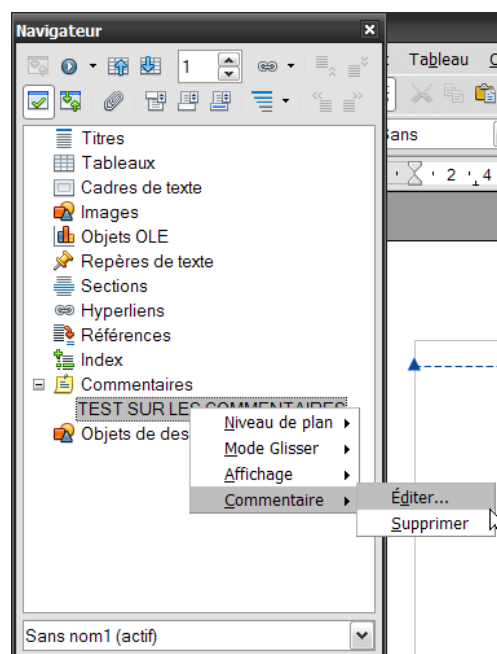 Navigateur
1
Tableau
Titres
Tableaux
Cadres de texte
Images
Objets OLE
Repères de texte
Sections
Hyperliens
Références
Index
Commentaires
TEST SUR LES COMMENTAIRES
Objets de des
Niveau de plan
Mode Glisser
Affichage
Commentaire
Éditer...
Supprimer
Sans nom1 (actif)
2 4